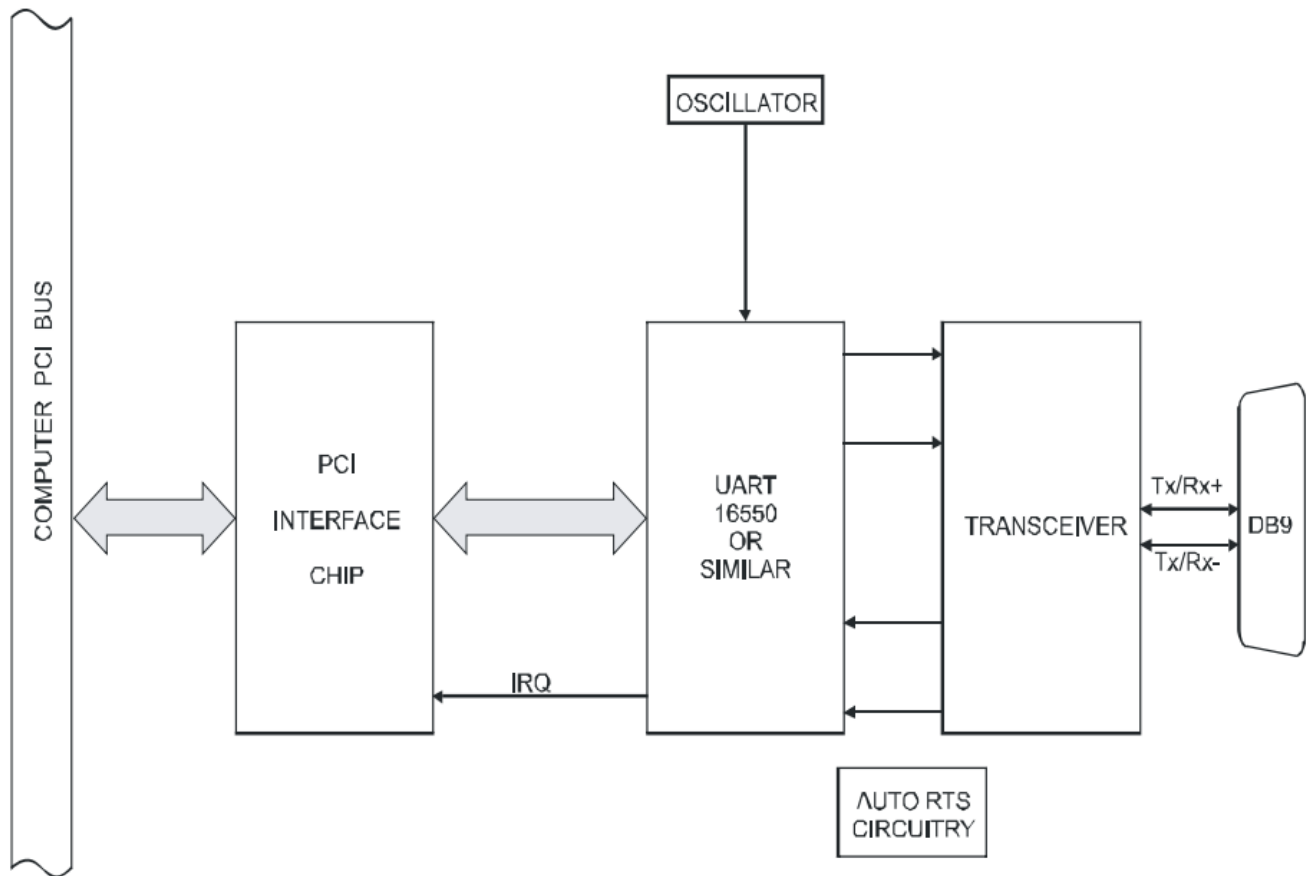 OSCILLATOR
COMPUTER PCI BUS
PCI
INTERFACE
CHIP
UART
16550
OR
SIMILAR
TRANSCEIVER
Tx/Rx+
Tx/Rx-
DB9
IRQ
AUTO RTS
CIRCUITRY